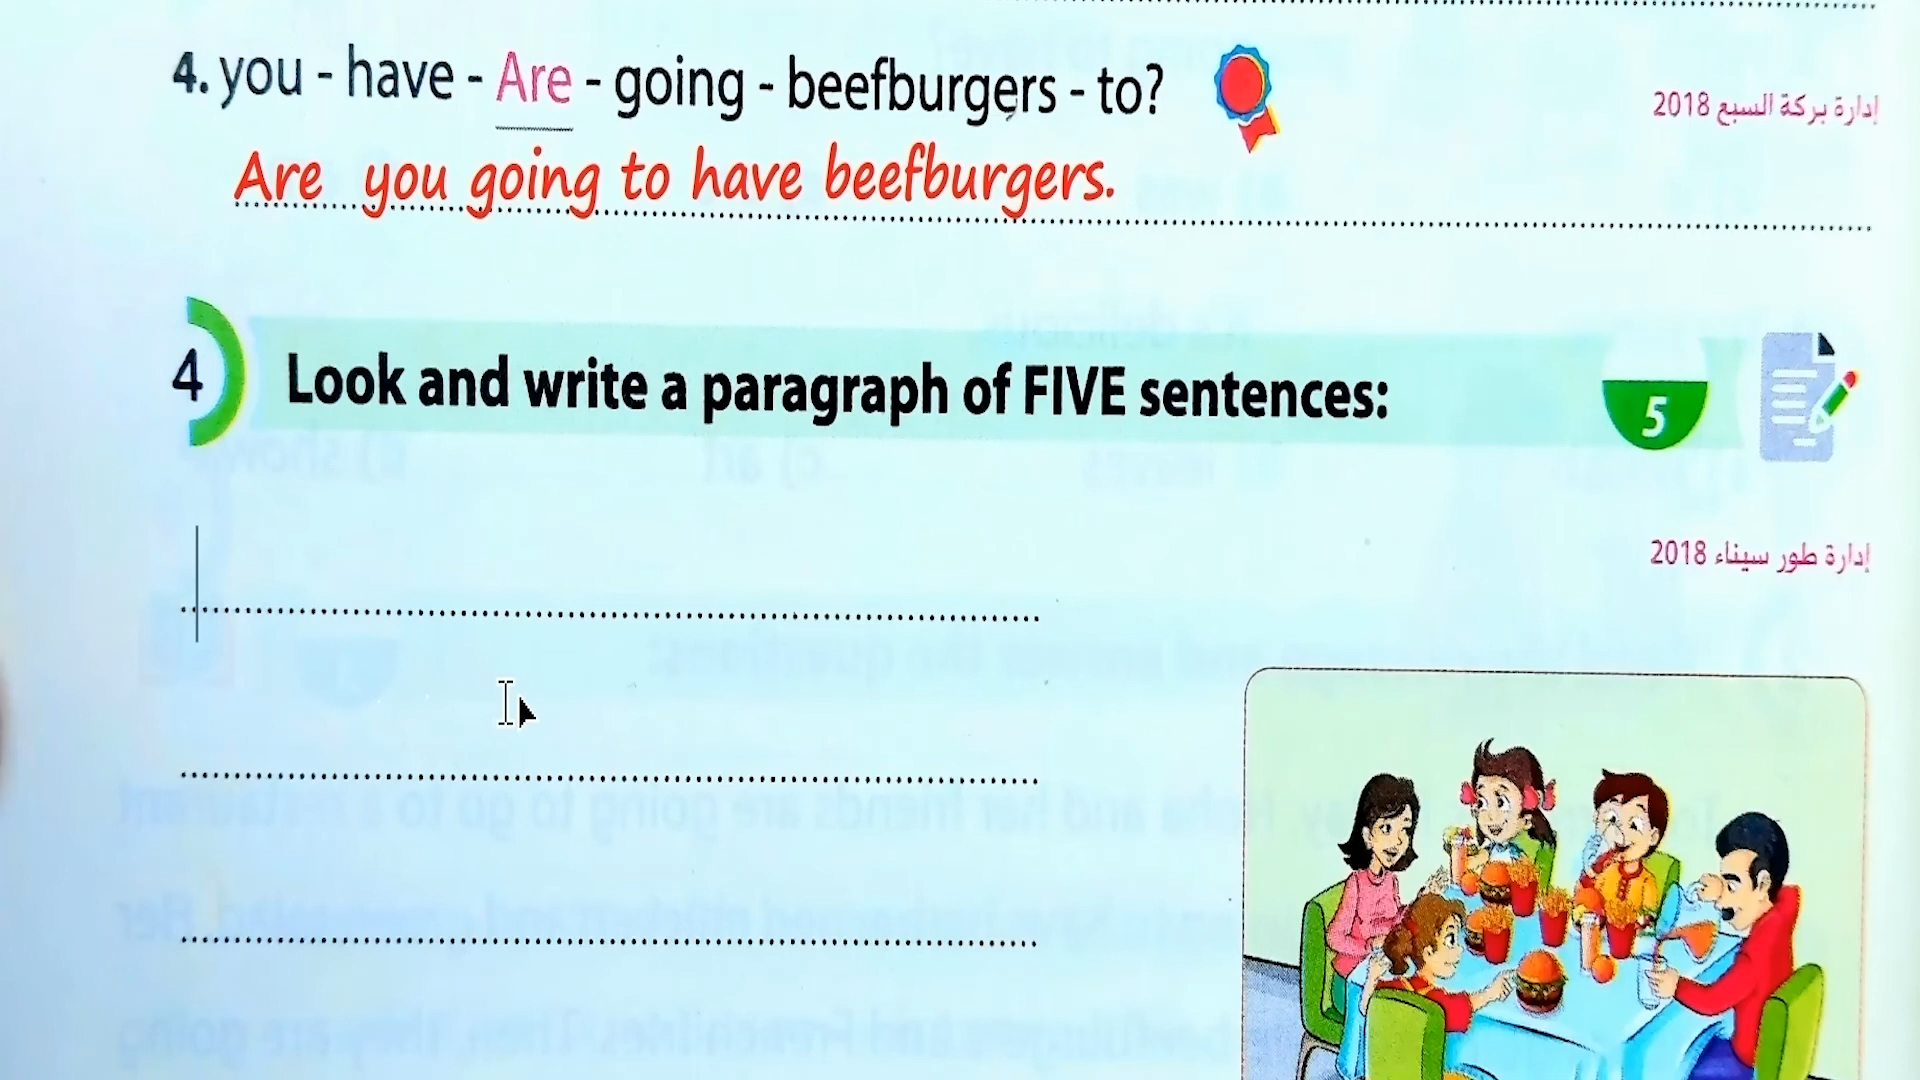 4. you - have - Are - going - beefburgers - to?
إدارة بركة السبع 2018
Are you going to have beefburgers.
4 Look and write a paragraph of FIVE sentences:
5
إدارة طور سيناء 2018